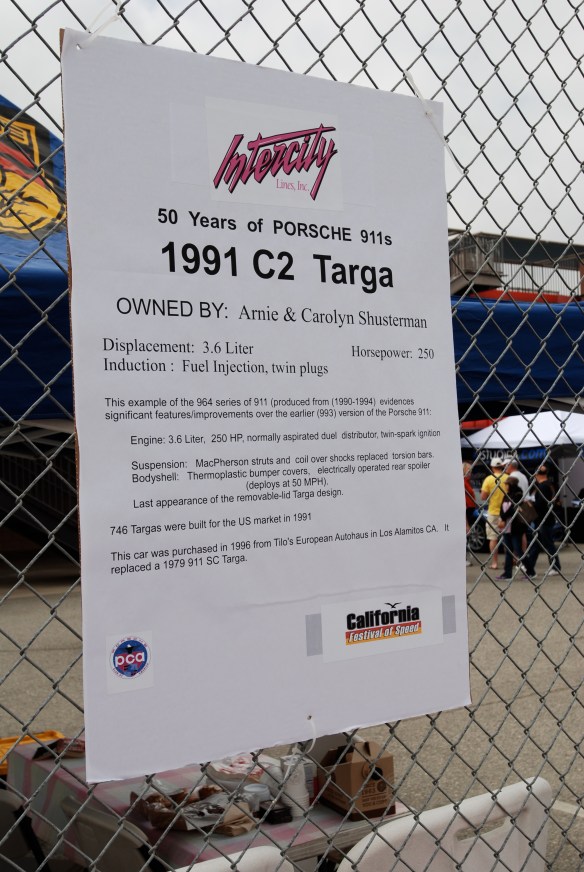 Intercity
Lines, Inc.
50 Years of PORSCHE 911s
1991 C2 Targa
OWNED BY: Arnie & Carolyn Shusterman
Displacement: 3.6 Liter Horsepower: 250
Induction : Fuel Injection, twin plugs
This example of the 964 series of 911 (produced from (1990-1994) evidences
significant features/improvements over the earlier (993) version of the Porsche 911:
Engine: 3.6 Liter, 250 HP, normally aspirated duel distributor, twin-spark ignition
Suspension: MacPherson struts and coil over shocks replaced torsion bars.
Bodyshell: Thermoplastic bumper covers, electrically operated rear spoiler
(deploys at 50 MPH).
Last appearance of the removable-lid Targa design.
746 Targas were built for the US market in 1991
This car was purchased in 1996 from Tilo's European Autohaus in Los Alamitos CA. It
replaced a 1979 911 SC Targa.
California
Festival of Speed
pca